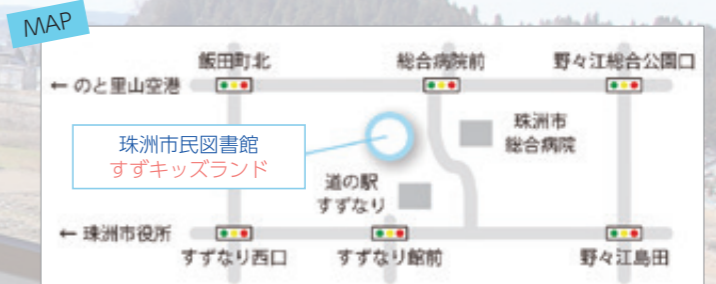 MAP
飯田町北
総合病院前
野々江総合公園口
← のと里山空港
珠洲市民図書館
すずキッズランド
珠洲市
総合病院
道の駅
すずなり
← 珠洲市役所
すずなり西口
すずなり館前
野々江島田